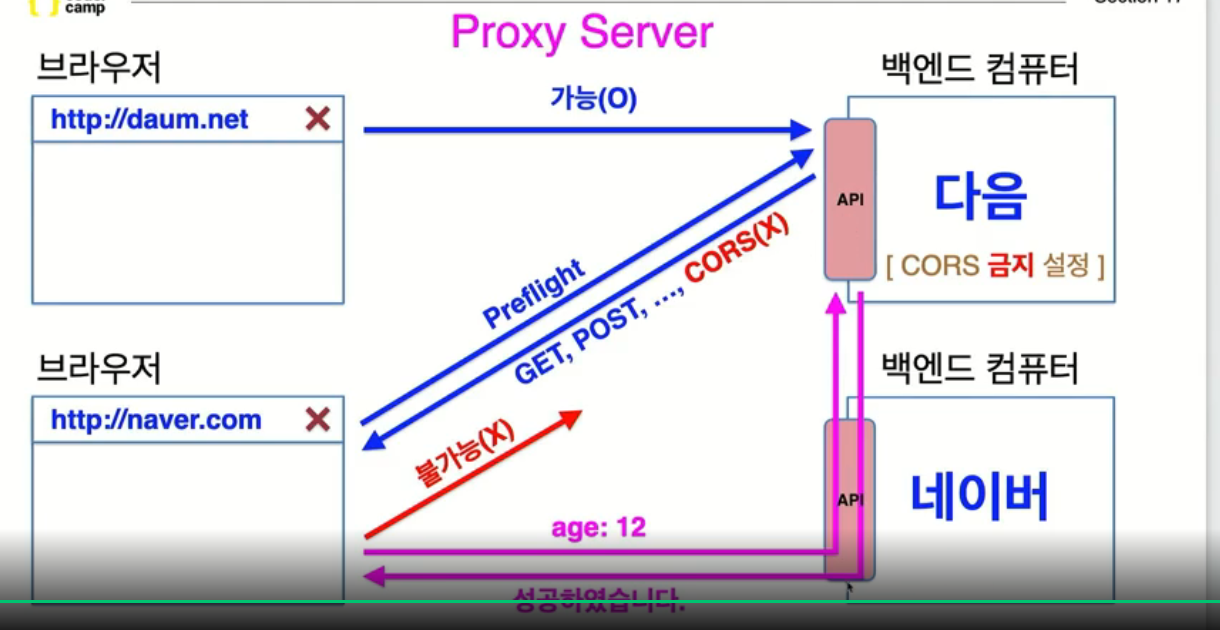 camp
Proxy Server
브라우저
http://daum.net
가능(O)
백엔드 컴퓨터
API
다음
[ CORS 금지 설정 ]
Preflight
GET, POST, ..., CORS(X)
브라우저
http://naver.com
불가능(X)
백엔드 컴퓨터
API
네이버
age: 12
성공하였습니다.